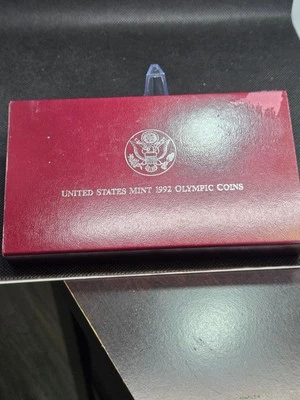 UNITED STATES MINT 1992 OLYMPIC COINS